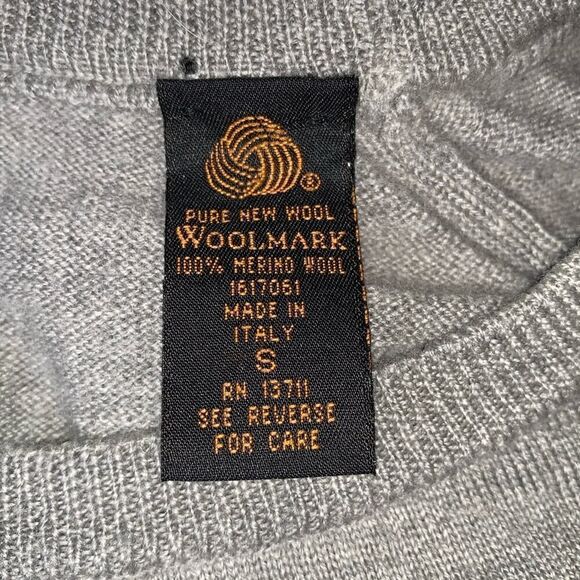 ®
PURE NEW WOOL
WOOLMARK
100% MERINO WOOL
1617061
MADE IN
ITALY
S
RN 13711
SEE REVERSE
FOR CARE